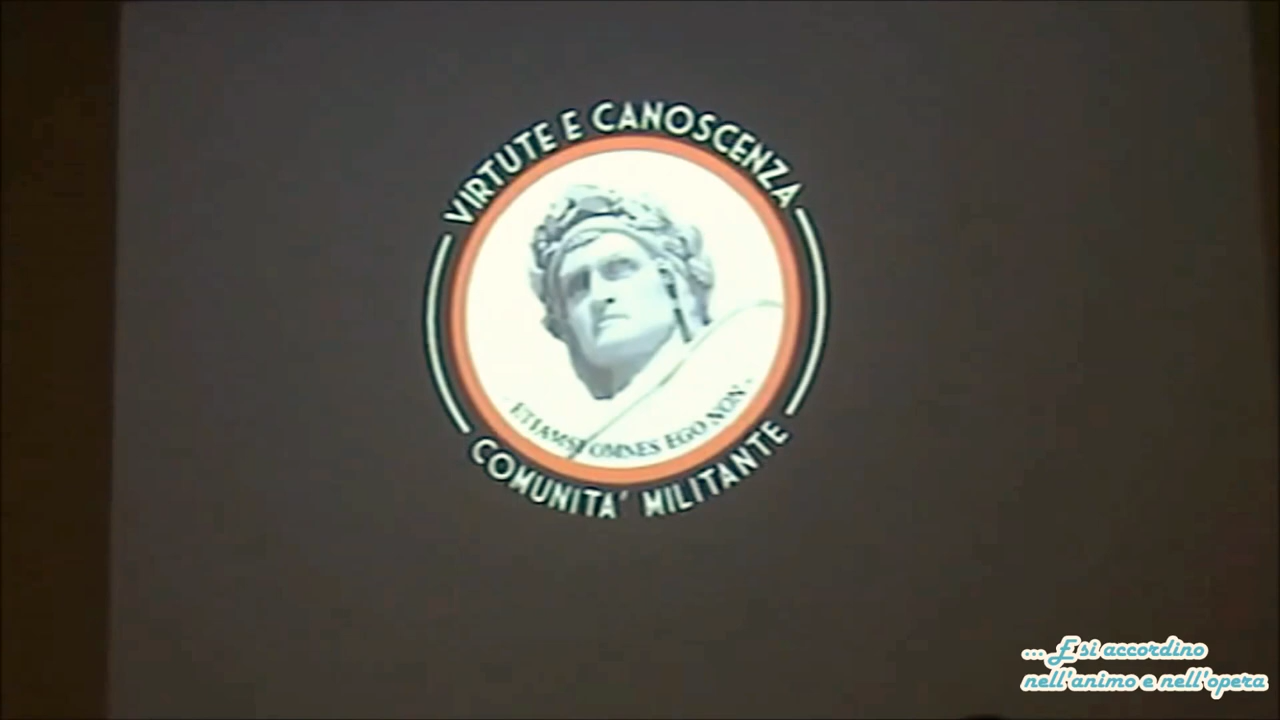 VIRTUTE E CANOSCENZA
ETIAMSI OMNES EGO NON
COMUNITA' MILITANTE
... E si accordino
nell'animo e nell'opera